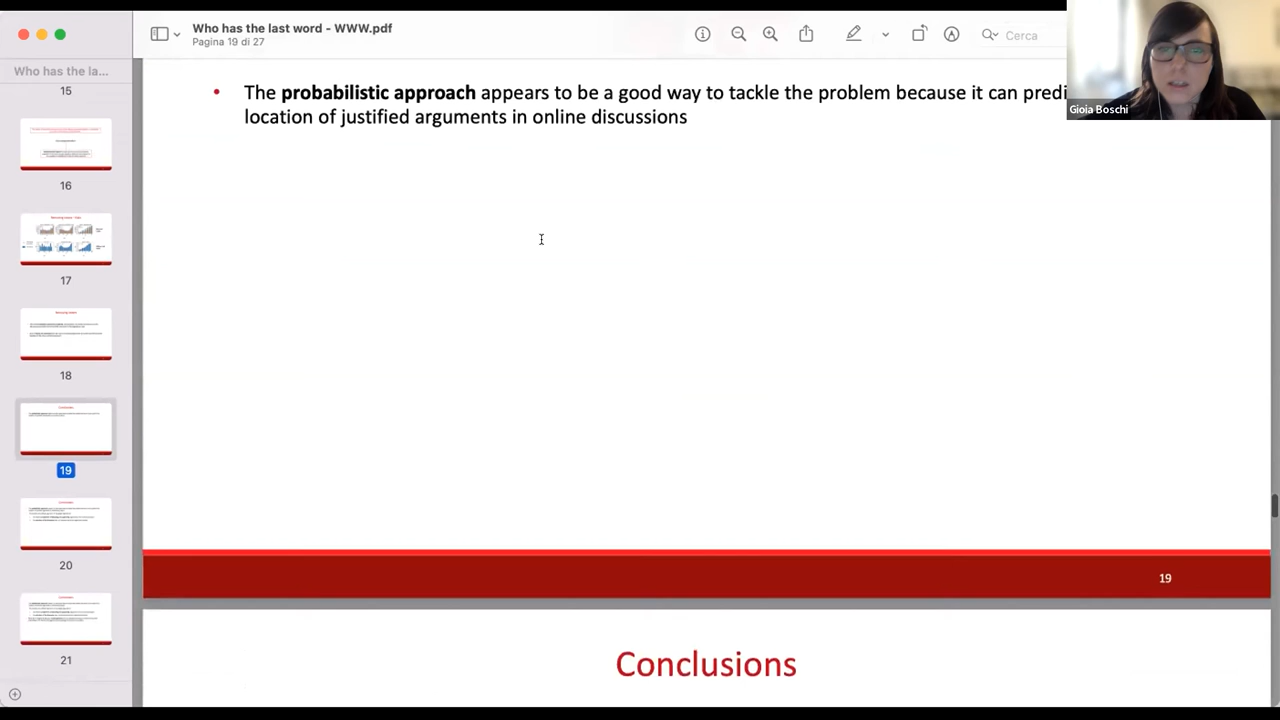 Who has the last word - WWW.pdf
Pagina 19 di 27
Cerca
Gioia Boschi
Who has the la...
15
16
17
18
19
20
21
• The probabilistic approach appears to be a good way to tackle the problem because it can predi
location of justified arguments in online discussions
19
Conclusions